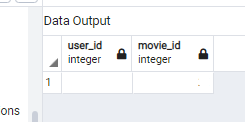 Data Output
user_id movie_id
integer integer
1 .
ons